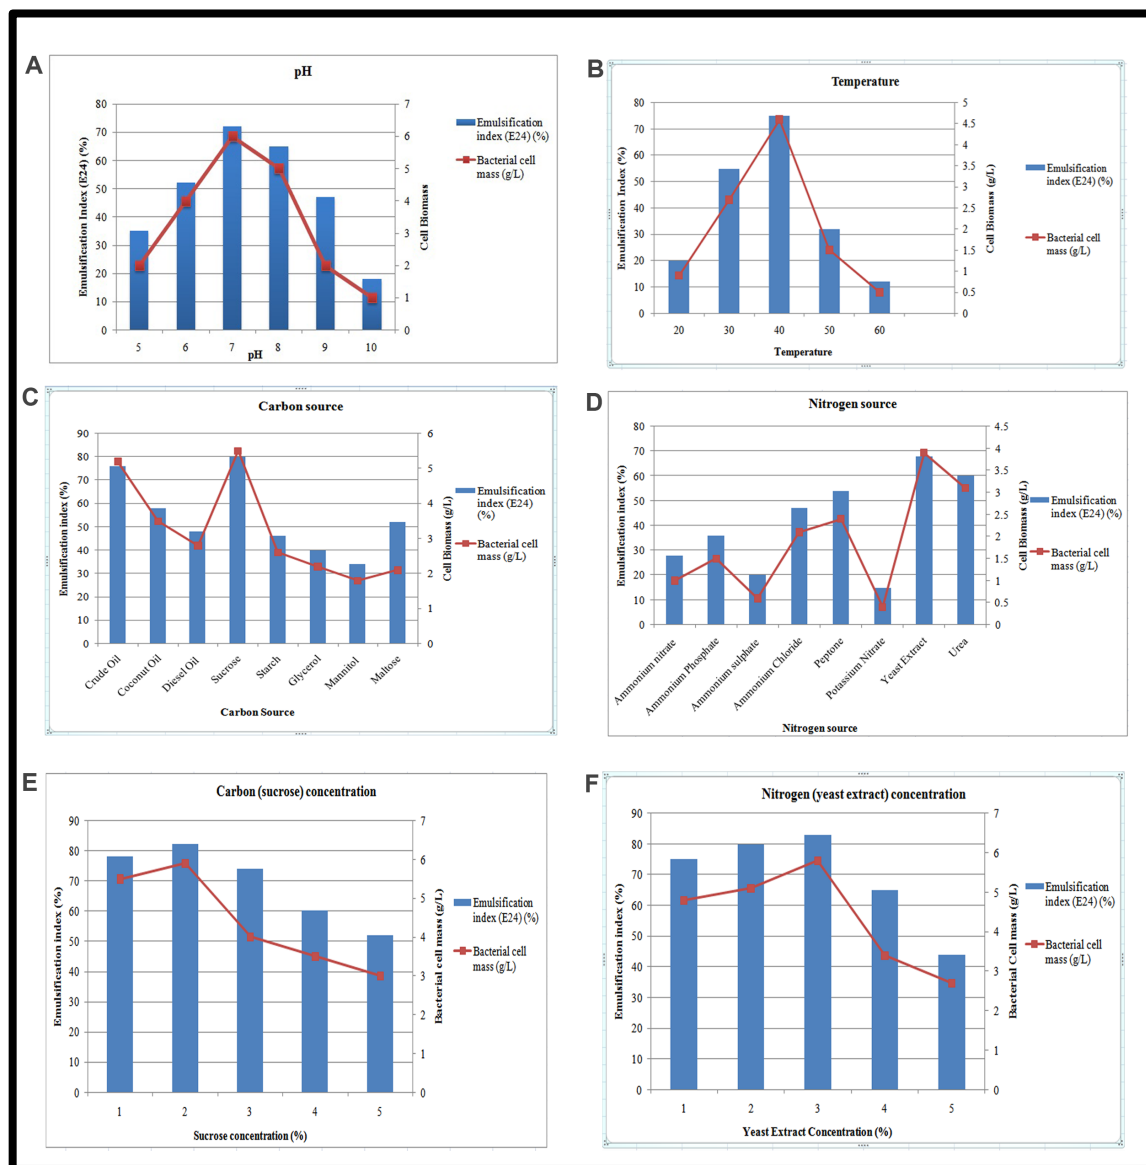 A
pH
Emulsification Index (E24) (%)
80
70
60
50
40
30
20
10
0
7
6
5
4
3
2
1
0
Cell Biomass
5 6 7 8 9 10
pH
Emulsification
index (E24) (%)
Bacterial cell
mass (g/L)
B
Temperature
Emulsification Index (%)
80
70
60
50
40
30
20
10
0
5
4.5
4
3.5
3
2.5
2
1.5
1
0.5
0
Cell Biomass (g/L)
20 30 40 50 60
Temperature
Emulsification
index (E24) (%)
Bacterial cell
mass (g/L)
C
Carbon source
Emulsification index (%)
90
80
70
60
50
40
30
20
10
0
6
5
4
3
2
1
0
Cell Biomass (g/L)
Crude Oil
Coconut Oil
Diesel Oil
Sucrose
Starch
Glycerol
Mannitol
Maltose
Carbon Source
Emulsification
index (E24)
(%)
Bacterial cell
mass (g/L)
D
Nitrogen source
Emulsification index (%)
80
70
60
50
40
30
20
10
0
4.5
4
3.5
3
2.5
2
1.5
1
0.5
0
Cell Biomass (g/L)
Ammonium nitrate
Ammonium Phosphate
Ammonium sulphate
Ammonium Chloride
Peptone
Potassium Nitrate
Yeast Extract
Urea
Nitrogen source
Emulsification
index (E24) (%)
Bacterial cell
mass (g/L)
E
Carbon (sucrose) concentration
Emulsification index (%)
90
80
70
60
50
40
30
20
10
0
7
6
5
4
3
2
1
0
Bacterial cell mass (g/L)
1 2 3 4 5
Sucrose concentration (%)
Emulsification
index (E24) (%)
Bacterial cell
mass (g/L)
F
Nitrogen (yeast extract) concentration
Emulsification index (%)
90
80
70
60
50
40
30
20
10
0
7
6
5
4
3
2
1
0
Bacterial Cell mass (g/L)
1 2 3 4 5
Yeast Extract Concentration (%)
Emulsification
index (E24) (%)
Bacterial cell
mass (g/L)